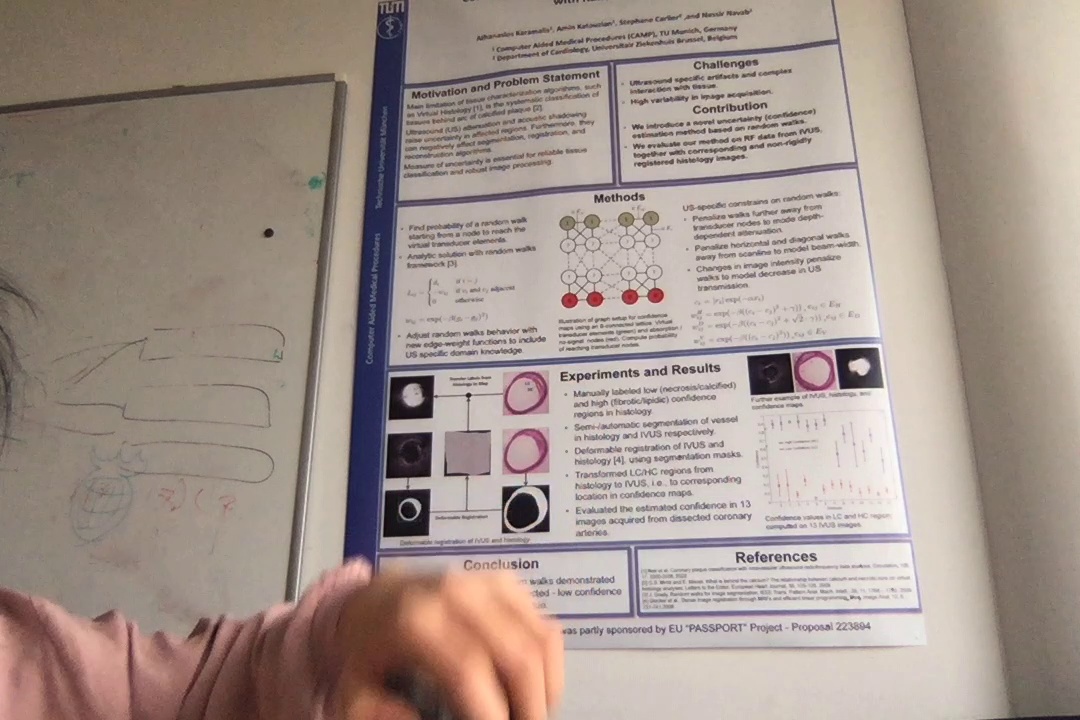 TUM
Technische Universität München
Computer Aided Medical Procedures
Athanasios Karamalis¹, Amin Katouzian¹, Stephane Carlier² ,and Nassir Navab¹
¹ Computer Aided Medical Procedures (CAMP), TU Munich, Germany
² Department of Cardiology, Universitair Ziekenhuis Brussel, Belgium
Motivation and Problem Statement
Main limitation of tissue characterization algorithms, such
as Virtual Histology [1], is the systematic classification of
tissues behind arc of calcified plaque [2].
Ultrasound (US) attenuation and acoustic shadowing
raise uncertainty in affected regions. Furthermore, they
can negatively affect segmentation, registration, and
reconstruction algorithms.
Measure of uncertainty is essential for reliable tissue
classification and robust image processing.
Challenges
• Ultrasound specific artifacts and complex
interaction with tissue.
• High variability in image acquisition.
Contribution
• We introduce a novel uncertainty (confidence)
estimation method based on random walks.
• We evaluate our method on RF data from IVUS,
together with corresponding and non-rigidly
registered histology images.
Methods
• Find probability of a random walk
starting from a node to reach the
virtual transducer elements.
• Analytic solution with random walks
framework [3].
if i and j adjacent
otherwise
• Adjust random walks behavior with
new edge-weight functions to include
US specific domain knowledge.
Illustration of graph setup for confidence
maps using an 8-connected lattice. Virtual
transducer elements (green) and absorption /
no-signal nodes (red). Compute probability
of reaching transducer nodes.
US-specific constrains on random walks:
• Penalize walks further away from
transducer nodes to mode depth-
dependent attenuation.
• Penalize horizontal and diagonal walks
away from scanline to model beam-width.
• Changes in image intensity penalize
walks to model decrease in US
transmission.
Transfer Labels from
Histology to Map
Deformable Registration
Deformable registration of IVUS and histology
Experiments and Results
• Manually labeled low (necrosis/calcified)
and high (fibrotic/lipidic) confidence
regions in histology.
• Semi-/automatic segmentation of vessel
in histology and IVUS respectively.
• Deformable registration of IVUS and
histology [4], using segmentation masks.
• Transformed LC/HC regions from
histology to IVUS, i.e., to corresponding
location in confidence maps.
• Evaluated the estimated confidence in 13
images acquired from dissected coronary
arteries.
Further example of IVUS, histology, and
confidence maps.
Confidence values in LC and HC region
computed on 13 IVUS images.
Conclusion
walks demonstrated
- low confidence
References
was partly sponsored by EU "PASSPORT" Project - Proposal 223894